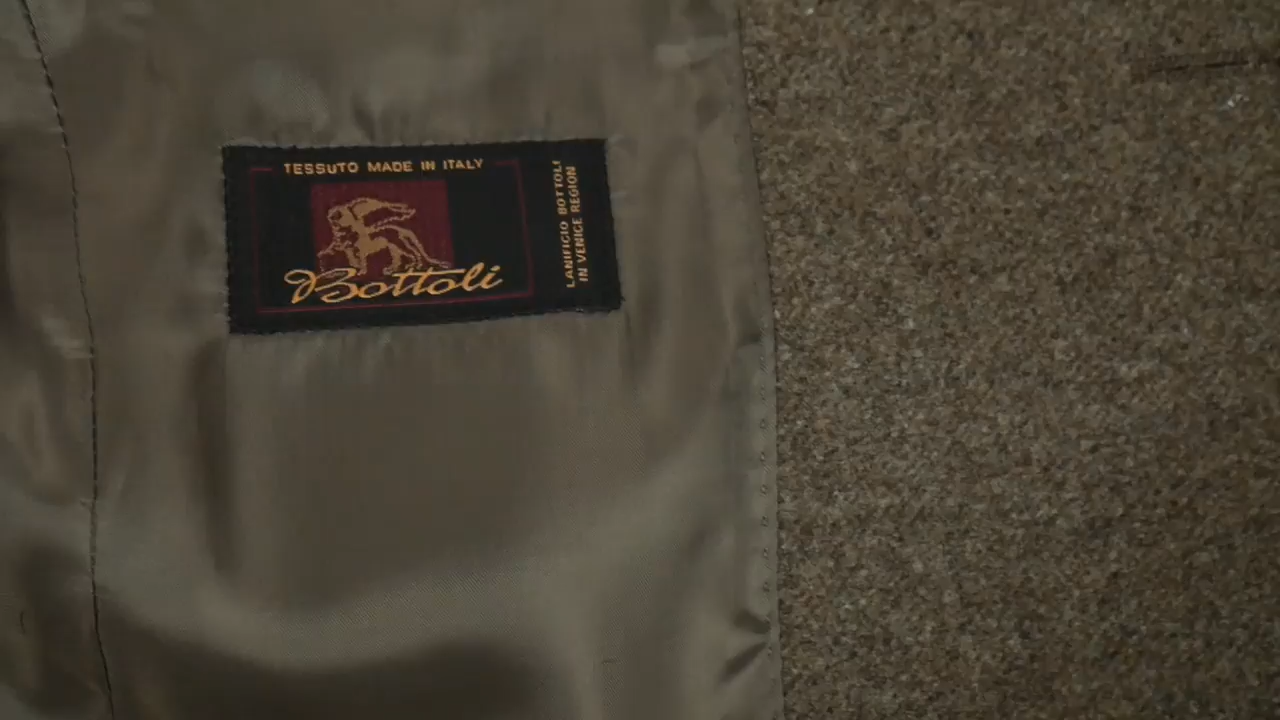 TESSUTO MADE IN ITALY
Bottoli
LANIFICIO BOTTOLI
IN VENICE REGION